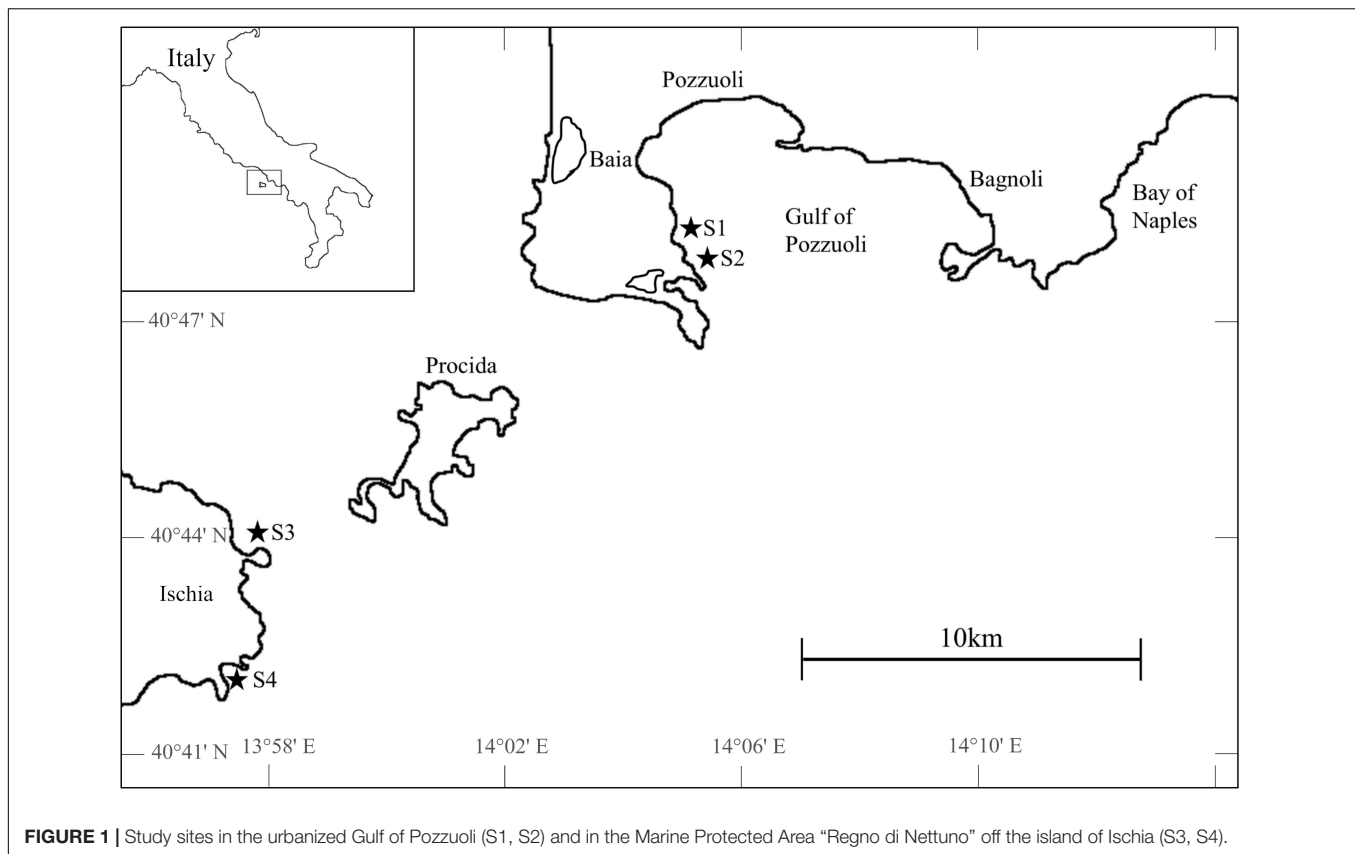 Italy
Pozzuoli
Baia
Bagnoli
Bay of
Naples
Gulf of
Pozzuoli
S1
S2
40°47' N
Procida
40°44' N
S3
Ischia
10km
S4
40°41' N
13°58' E
14°02' E
14°06' E
14°10' E
FIGURE 1 | Study sites in the urbanized Gulf of Pozzuoli (S1, S2) and in the Marine Protected Area “Regno di Nettuno” off the island of Ischia (S3, S4).